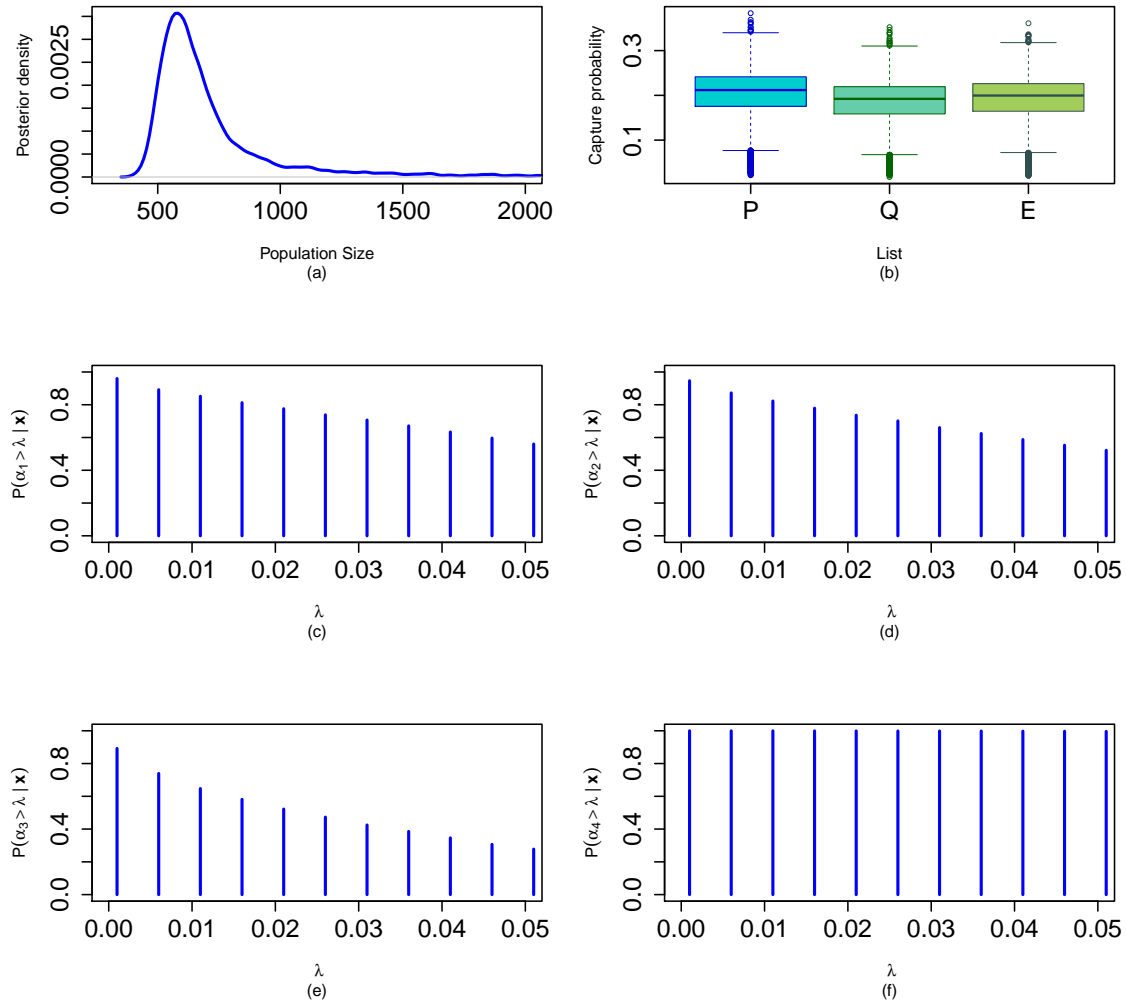 Posterior density
0.0000 0.0025
500 1000 1500 2000
Population Size
(a)
Capture probability
0.1 0.3
P Q E
List
(b)
P(α1 > λ | x)
0.0 0.4 0.8
0.00 0.01 0.02 0.03 0.04 0.05
λ
(c)
P(α2 > λ | x)
0.0 0.4 0.8
0.00 0.01 0.02 0.03 0.04 0.05
λ
(d)
P(α3 > λ | x)
0.0 0.4 0.8
0.00 0.01 0.02 0.03 0.04 0.05
λ
(e)
P(α4 > λ | x)
0.0 0.4 0.8
0.00 0.01 0.02 0.03 0.04 0.05
λ
(f)